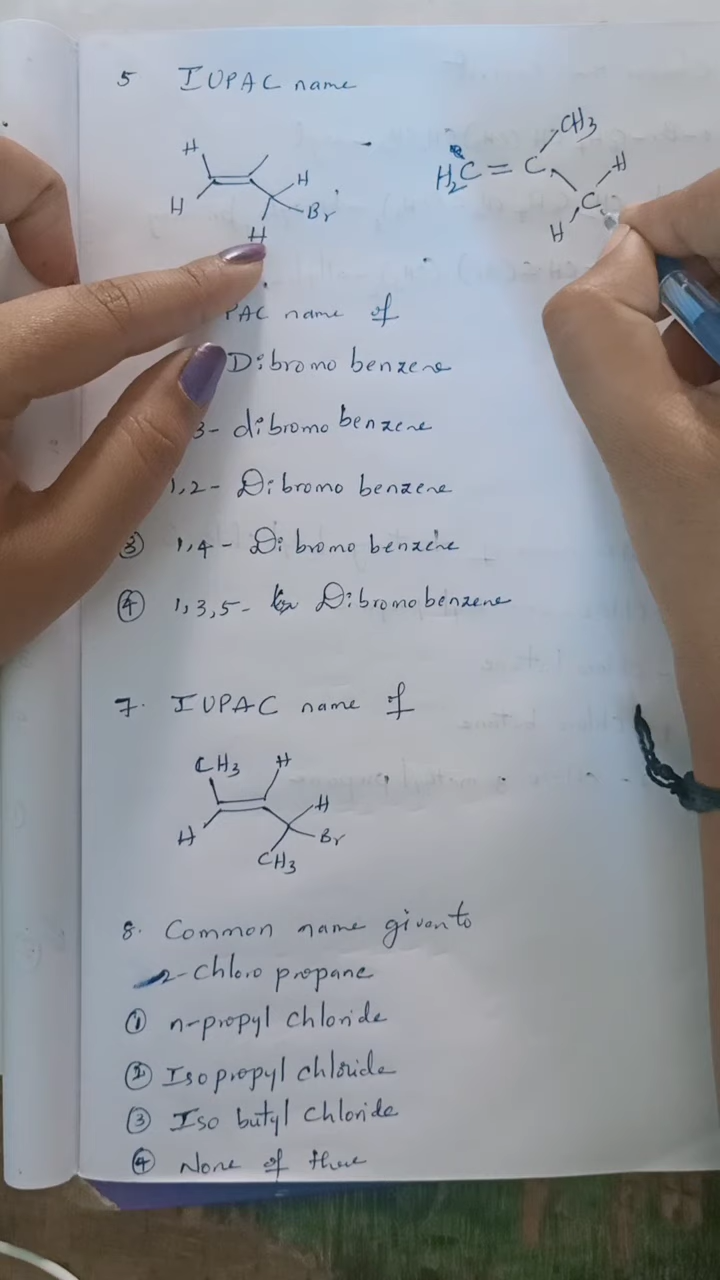 5 IUPAC name
H
H
H
Br
H
CH3
H2C = C
H
C
H
PAC name of
Dibromo benzene
3- dibromo benzene
1,2- Dibromo benzene
③ 1,4- Dibromo benzene
④ 1,3,5- Dibromobenzene
7. IUPAC name of
CH3 H
H
H
Br
CH3
8. Common name given to
2-chloro propane
① n-propyl chloride
② Isopropyl chloride
③ Iso butyl chloride
④ None of